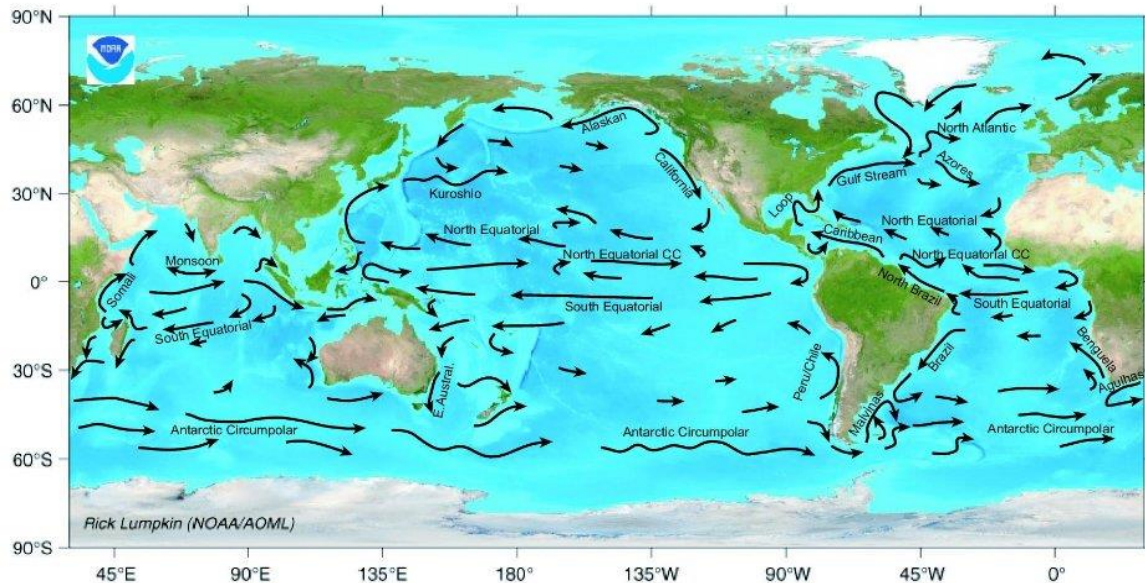 90°N
NOAA
75°N
60°N
Alaskan
North Atlantic
California
Gulf Stream
Azores
30°N
Kuroshio
Loop
North Equatorial
North Equatorial
Caribbean
Monsoon
North Equatorial CC
North Equatorial CC
0°
Somali
North Brazil
South Equatorial
South Equatorial
South Equatorial
Benguela
Brazil
30°S
Peru/Chile
E.Austral.
Agulhas
Malvinas
Antarctic Circumpolar
Antarctic Circumpolar
Antarctic Circumpolar
60°S
Rick Lumpkin (NOAA/AOML)
90°S
45°E
90°E
135°E
180°
135°W
90°W
45°W
0°